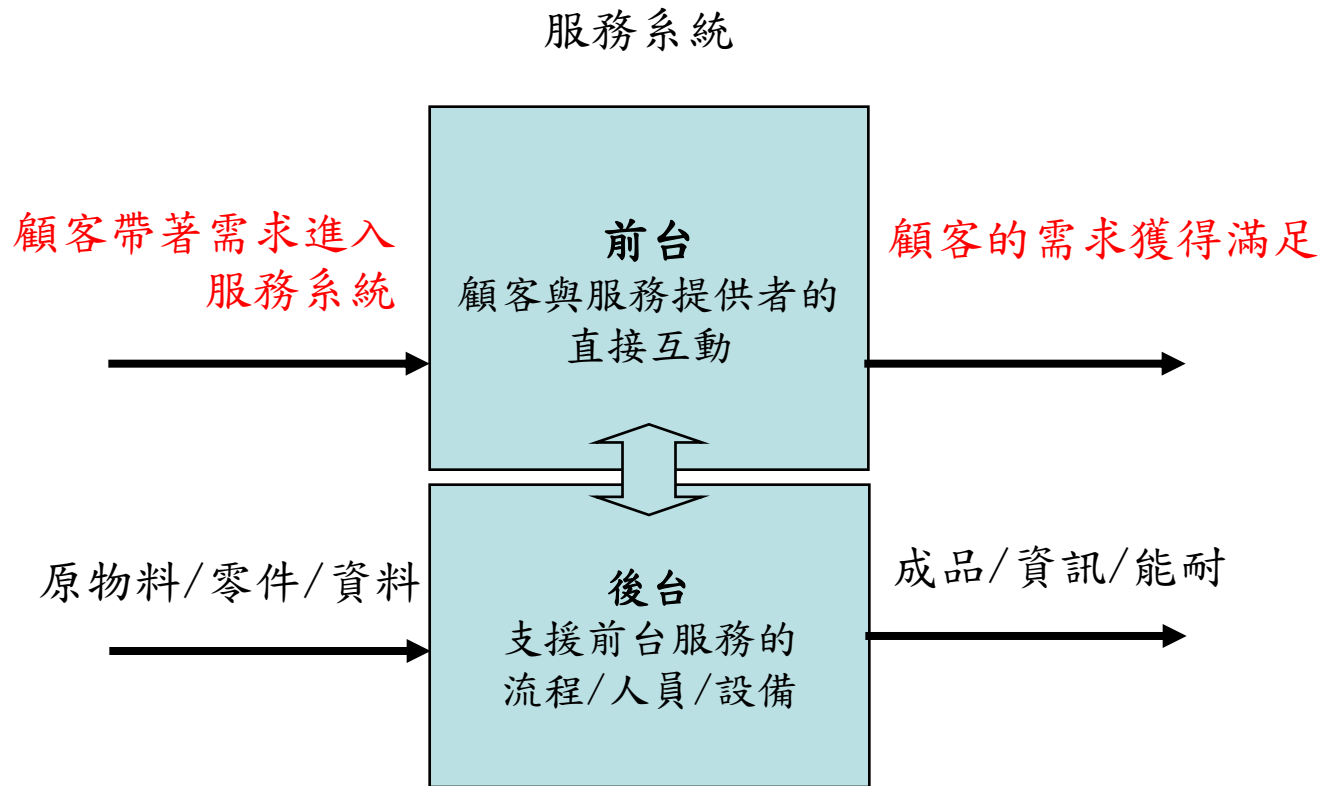 服務系統
顧客帶著需求進入
服務系統
前台
顧客與服務提供者的
直接互動
顧客的需求獲得滿足
原物料/零件/資料
後台
支援前台服務的
流程/人員/設備
成品/資訊/能耐